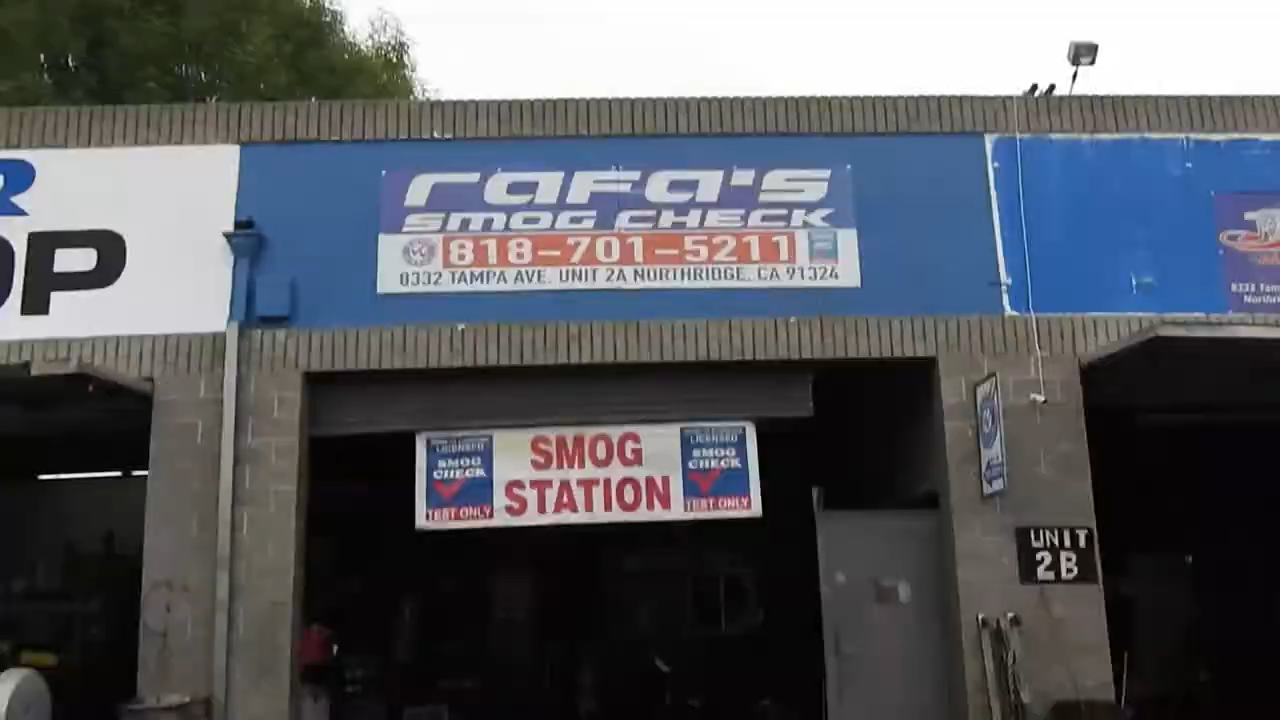 R
OP
RAFA'S
SMOG CHECK
818-701-5211
8332 TAMPA AVE. UNIT 2A NORTHRIDGE, CA 91324
LICENSED
SMOG
CHECK
TEST ONLY
SMOG
STATION
LICENSED
SMOG
CHECK
TEST ONLY
UNIT
2B